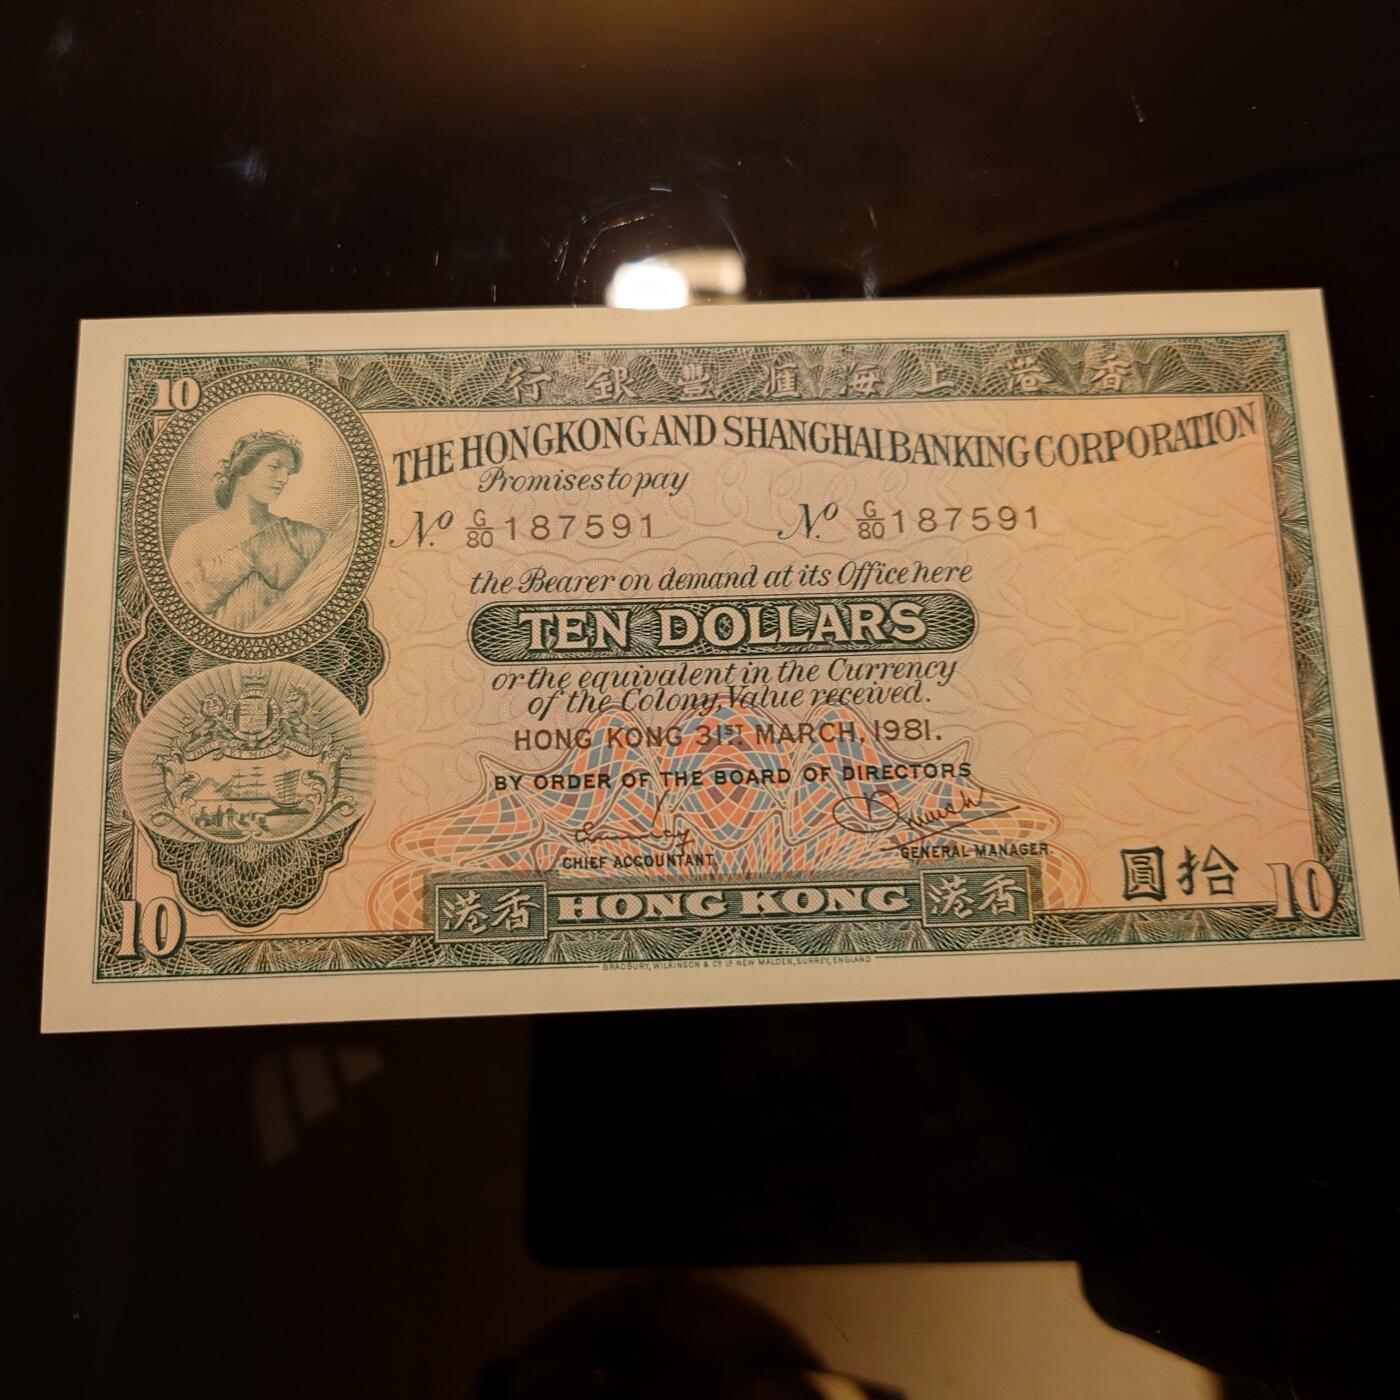 行銀豐滙海上港香
10
THE HONGKONG AND SHANGHAI BANKING CORPORATION
Promises to pay
No. G/80 187591 No. G/80 187591
the Bearer on demand at its Office here
TEN DOLLARS
or the equivalent in the Currency
of the Colony, Value received.
HONG KONG 31ST MARCH, 1981.
BY ORDER OF THE BOARD OF DIRECTORS
CHIEF ACCOUNTANT. GENERAL MANAGER.
圓拾
10 港香 HONG KONG 港香 10
BRADBURY, WILKINSON & Co. Ld. NEW MALDEN, SURREY, ENGLAND